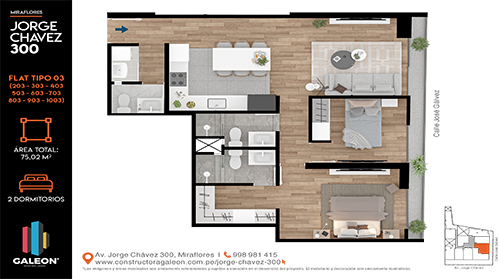 MIRAFLORES
JORGE
CHAVEZ
300
FLAT TIPO 03
(203 - 303 - 403
503 - 603 - 703
803 - 903 - 1003)
ÁREA TOTAL:
75,02 M²
2 DORMITORIOS
GALEON
Calle José Gálvez
Av. Jorge Chávez 300, Miraflores I 998 981 415
www.constructoragaleon.com.pe/jorge-chavez-300